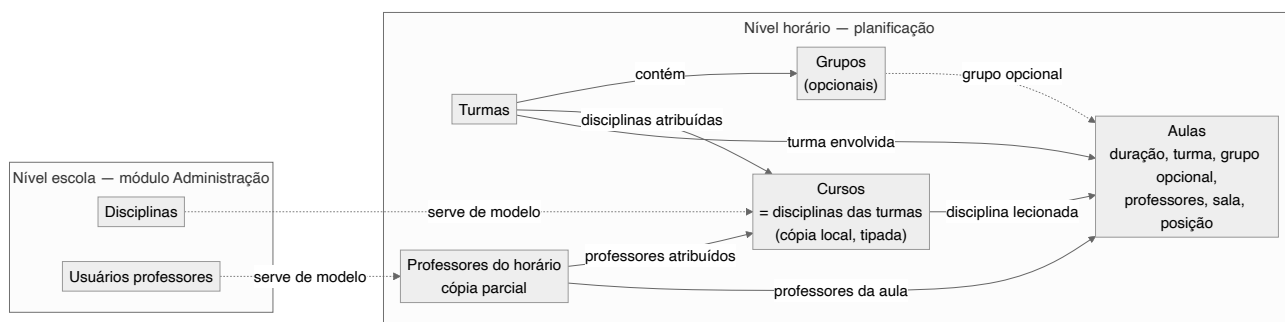 Nível horário — planificação
Grupos
(opcionais)
contém
grupo opcional
Turmas
disciplinas atribuídas
turma envolvida
Aulas
duração, turma, grupo
opcional,
professores, sala,
posição
Nível escola — módulo Administração
Disciplinas
serve de modelo
Cursos
= disciplinas das turmas
(cópia local, tipada)
disciplina lecionada
Usuários professores
serve de modelo
Professores do horário
cópia parcial
professores atribuídos
professores da aula